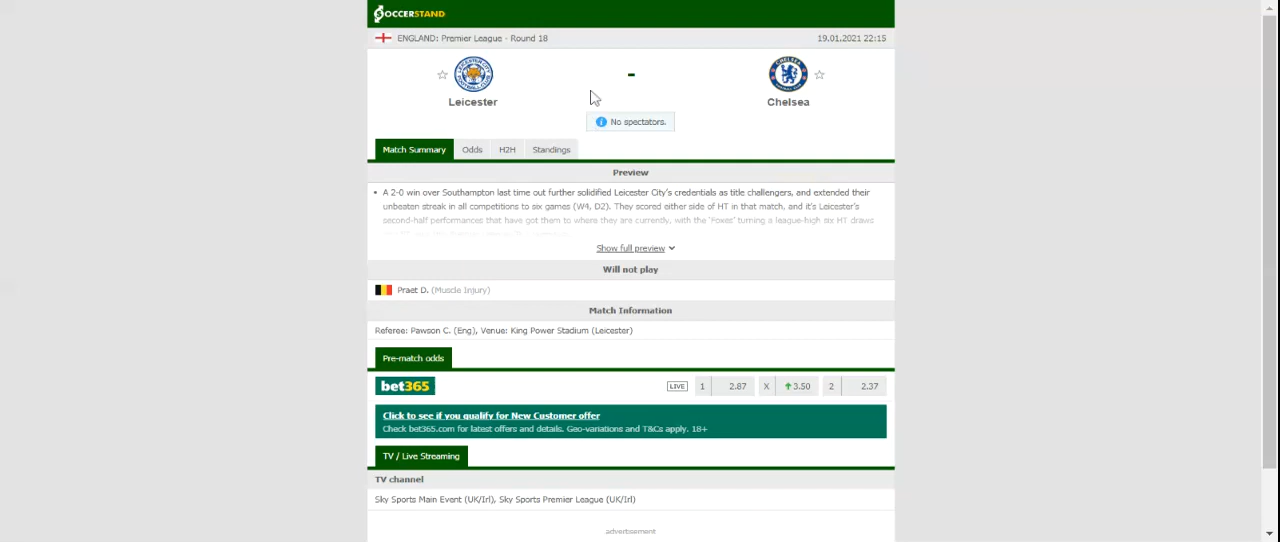 SOCCERSTAND
ENGLAND: Premier League - Round 18
19.01.2021 22:15
-
Leicester
Chelsea
No spectators.
Match Summary
Odds
H2H
Standings
Preview
A 2-0 win over Southampton last time out further solidified Leicester City's credentials as title challengers, and extended their
unbeaten streak in all competitions to six games (W4, D2). They scored either side of HT in that match, and it's Leicester's
second-half performances that have got them to where they are currently, with the 'Foxes' turning a league-high six HT draws
Show full preview
Will not play
Praet D. (Muscle Injury)
Match Information
Referee: Pawson C. (Eng), Venue: King Power Stadium (Leicester)
Pre-match odds
bet365 LIVE 1 2.87 X 3.50 2 2.37
Click to see if you qualify for New Customer offer
Check bet365.com for latest offers and details. Geo-variations and T&Cs apply. 18+
TV / Live Streaming
TV channel
Sky Sports Main Event (UK/Irl), Sky Sports Premier League (UK/Irl)
advertisement